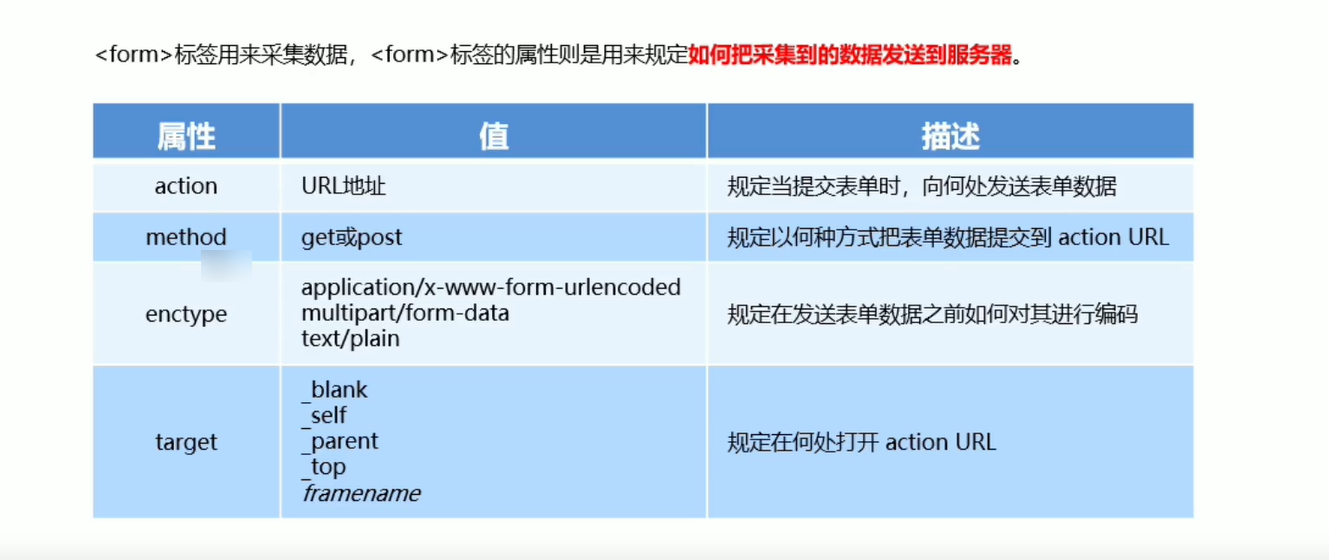 <form>标签用来采集数据，<form>标签的属性则是用来规定如何把采集到的数据发送到服务器。
属性 值 描述
action URL地址 规定当提交表单时，向何处发送表单数据
method get或post 规定以何种方式把表单数据提交到 action URL
enctype
application/x-www-form-urlencoded
multipart/form-data
text/plain
规定在发送表单数据之前如何对其进行编码
target
_blank
_self
_parent
_top
framename
规定在何处打开 action URL